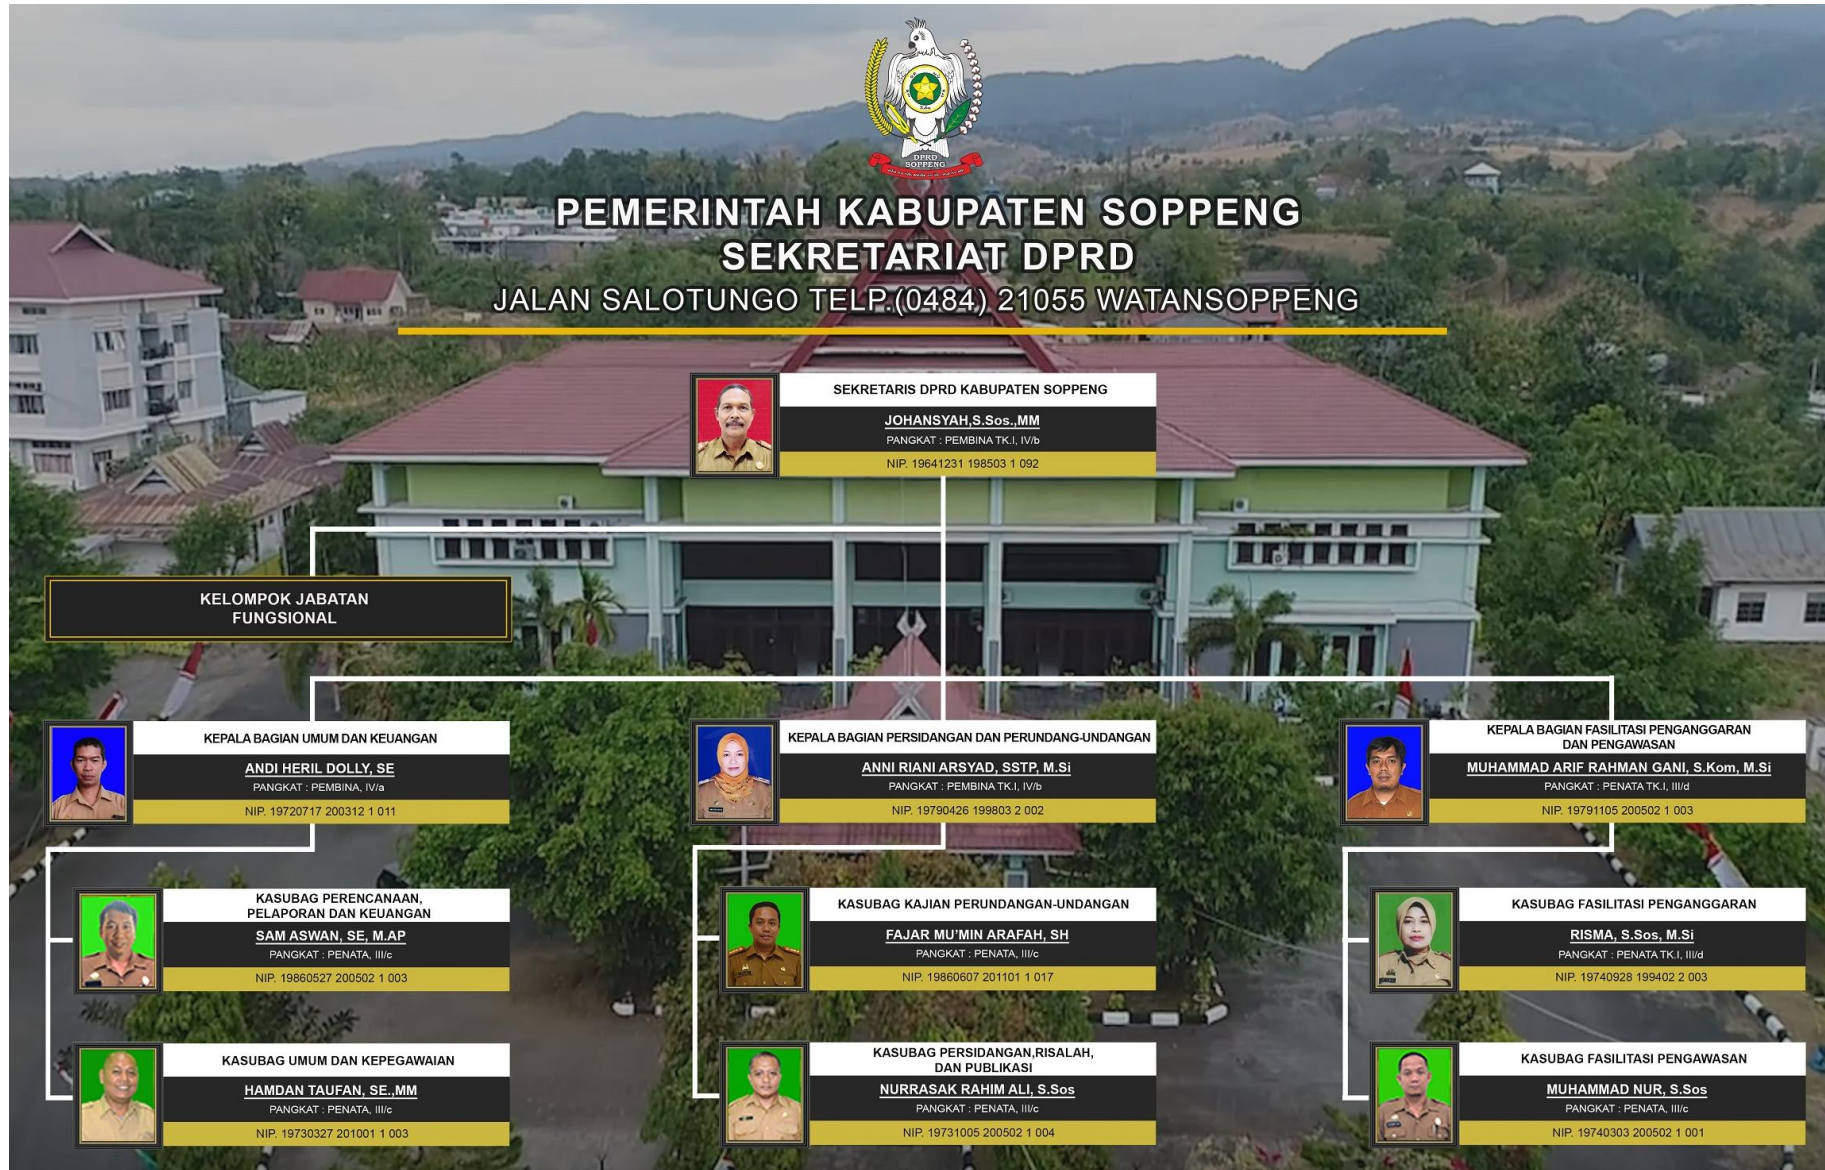 DPRD
SOPPENG
PEMERINTAH KABUPATEN SOPPENG
SEKRETARIAT DPRD
JALAN SALOTUNGO TELP.(0484) 21055 WATANSOPPENG
SEKRETARIS DPRD KABUPATEN SOPPENG
JOHANSYAH,S.Sos.,MM
PANGKAT : PEMBINA TK.I, IV/b
NIP. 19641231 198503 1 092
KELOMPOK JABATAN
FUNGSIONAL
KEPALA BAGIAN UMUM DAN KEUANGAN
ANDI HERIL DOLLY, SE
PANGKAT : PEMBINA, IV/a
NIP. 19720717 200312 1 011
KASUBAG PERENCANAAN,
PELAPORAN DAN KEUANGAN
SAM ASWAN, SE, M.AP
PANGKAT : PENATA, III/c
NIP. 19860527 200502 1 003
KASUBAG UMUM DAN KEPEGAWAIAN
HAMDAN TAUFAN, SE.,MM
PANGKAT : PENATA, III/c
NIP. 19730327 201001 1 003
KEPALA BAGIAN PERSIDANGAN DAN PERUNDANG-UNDANGAN
ANNI RIANI ARSYAD, SSTP, M.Si
PANGKAT : PEMBINA TK.I, IV/b
NIP. 19790426 199803 2 002
KASUBAG KAJIAN PERUNDANGAN-UNDANGAN
FAJAR MU'MIN ARAFAH, SH
PANGKAT : PENATA, III/c
NIP. 19860607 201101 1 017
KASUBAG PERSIDANGAN,RISALAH,
DAN PUBLIKASI
NURRASAK RAHIM ALI, S.Sos
PANGKAT : PENATA, III/c
NIP. 19731005 200502 1 004
KEPALA BAGIAN FASILITASI PENGANGGARAN
DAN PENGAWASAN
MUHAMMAD ARIF RAHMAN GANI, S.Kom, M.Si
PANGKAT : PENATA TK.I, III/d
NIP. 19791105 200502 1 003
KASUBAG FASILITASI PENGANGGARAN
RISMA, S.Sos, M.Si
PANGKAT : PENATA TK.I, III/d
NIP. 19740928 199402 2 003
KASUBAG FASILITASI PENGAWASAN
MUHAMMAD NUR, S.Sos
PANGKAT : PENATA, III/c
NIP. 19740303 200502 1 001